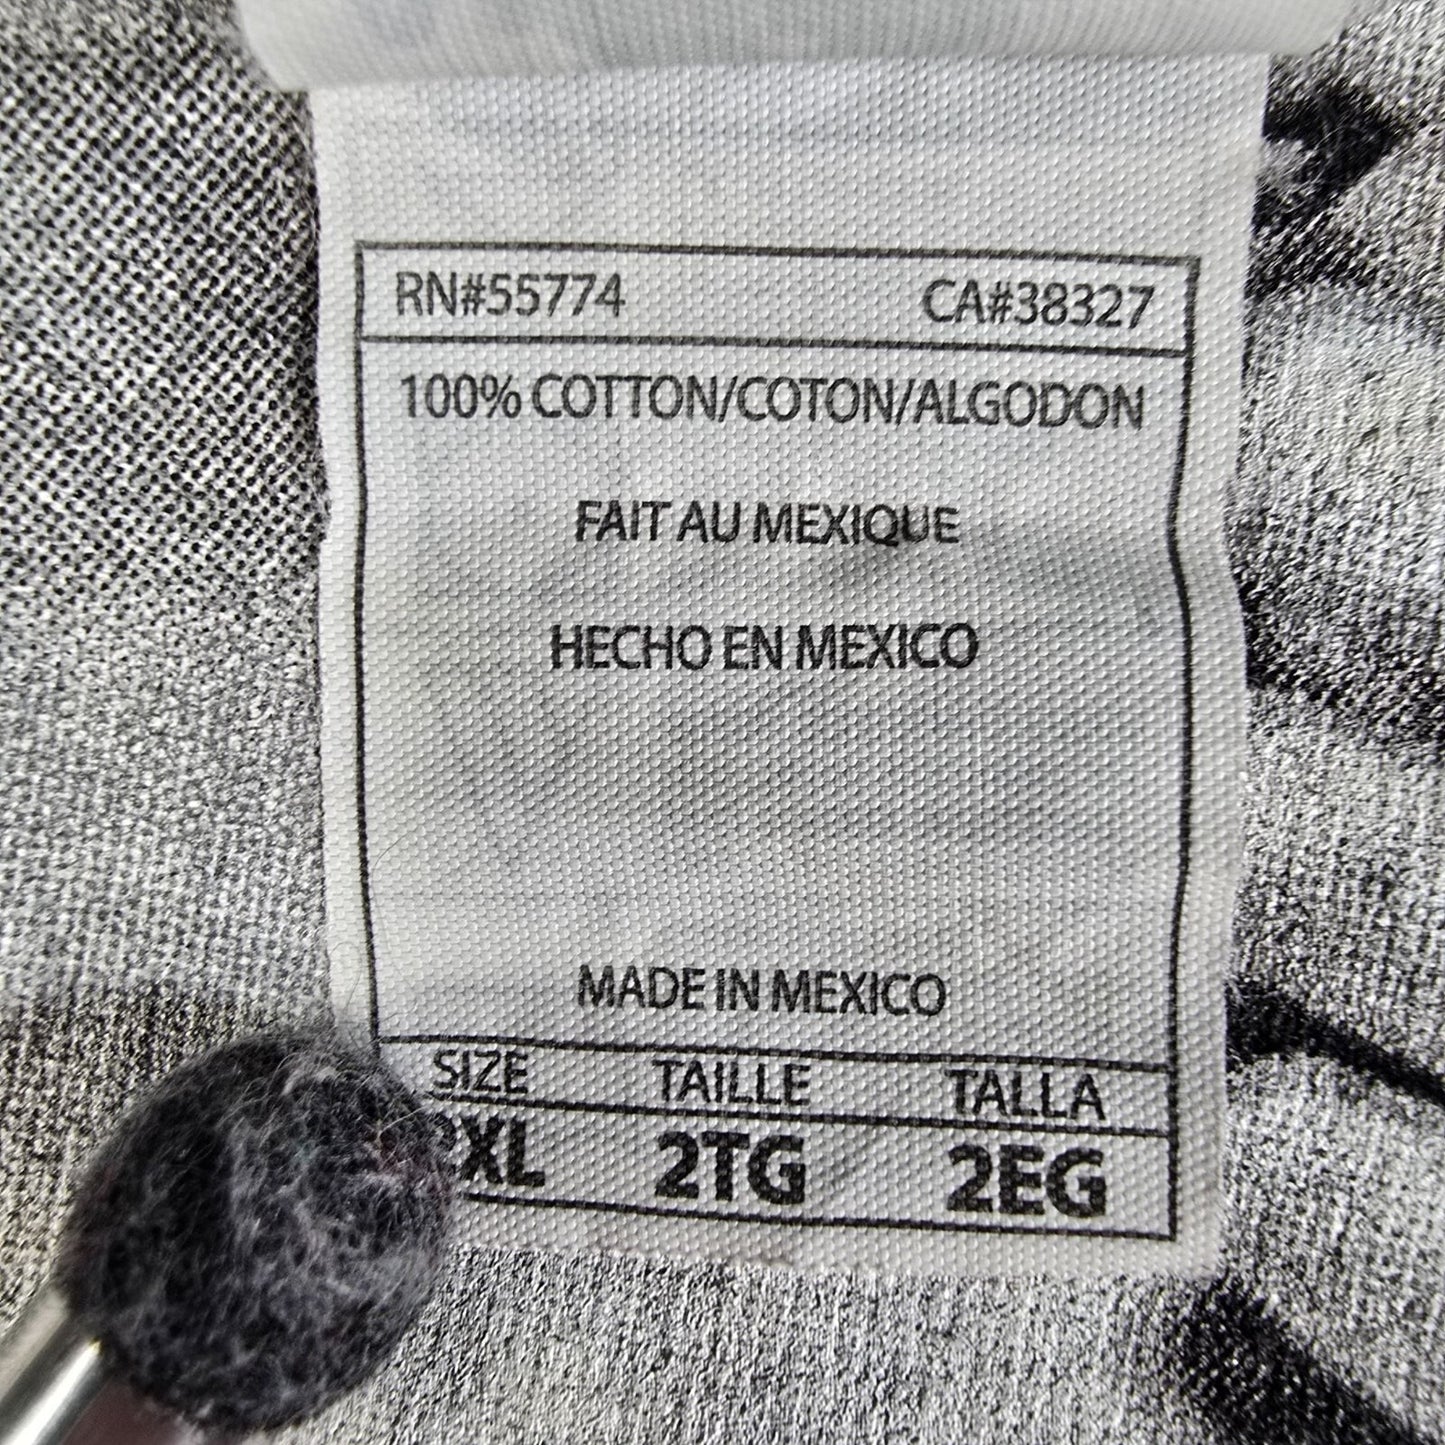 RN#55774 CA#38327
100% COTTON/COTON/ALGODON
FAIT AU MEXIQUE
HECHO EN MEXICO
MADE IN MEXICO
SIZE TAILLE TALLA
2XL 2TG 2EG